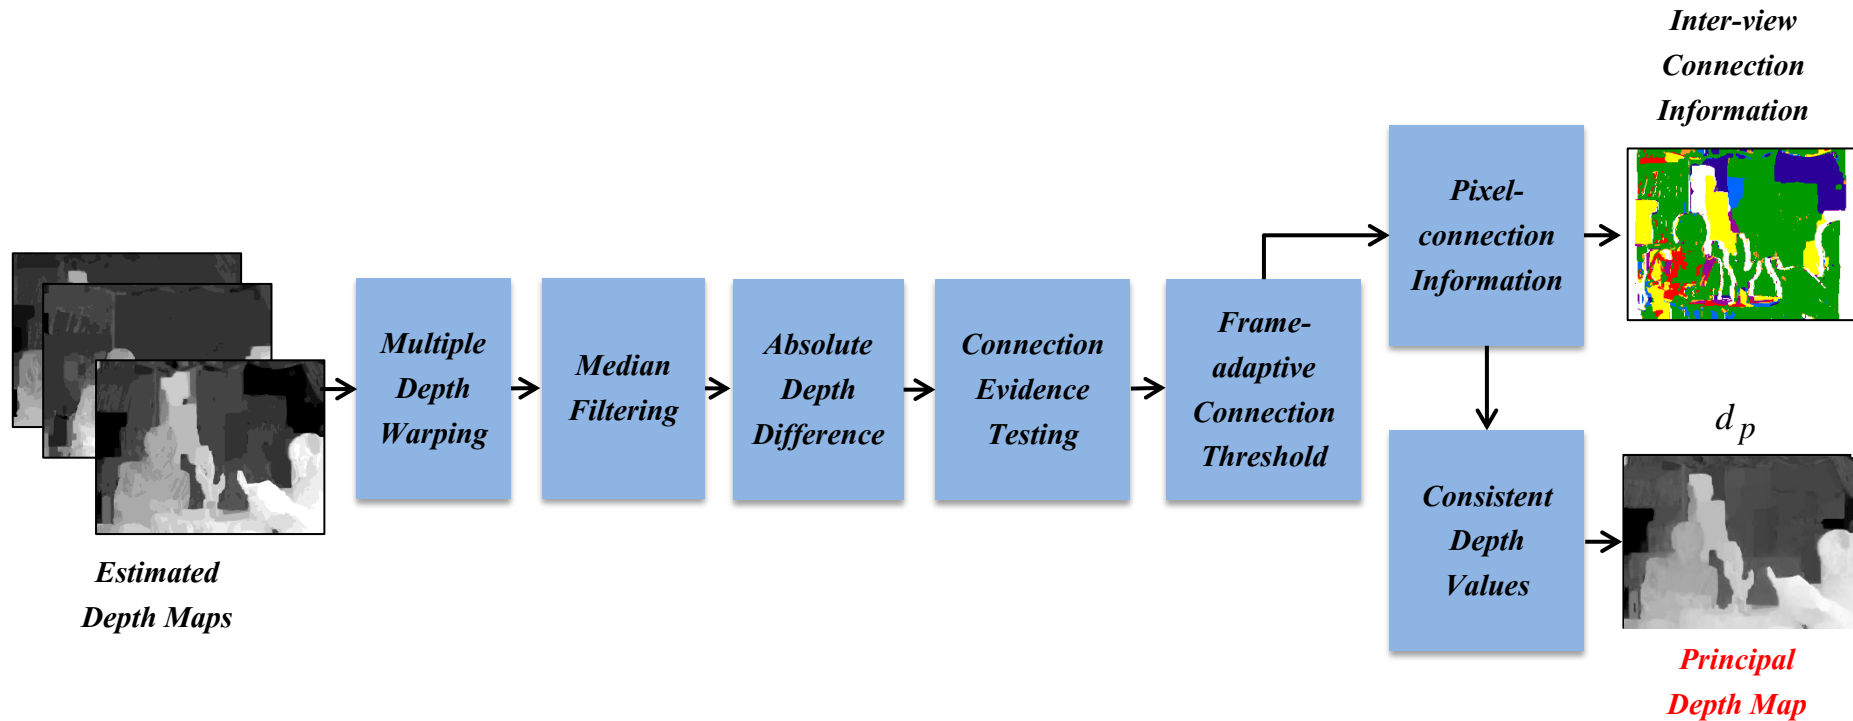 Estimated
Depth Maps
Multiple
Depth
Warping
Median
Filtering
Absolute
Depth
Difference
Connection
Evidence
Testing
Frame-
adaptive
Connection
Threshold
Pixel-
connection
Information
Inter-view
Connection
Information
Consistent
Depth
Values
d p
Principal
Depth Map